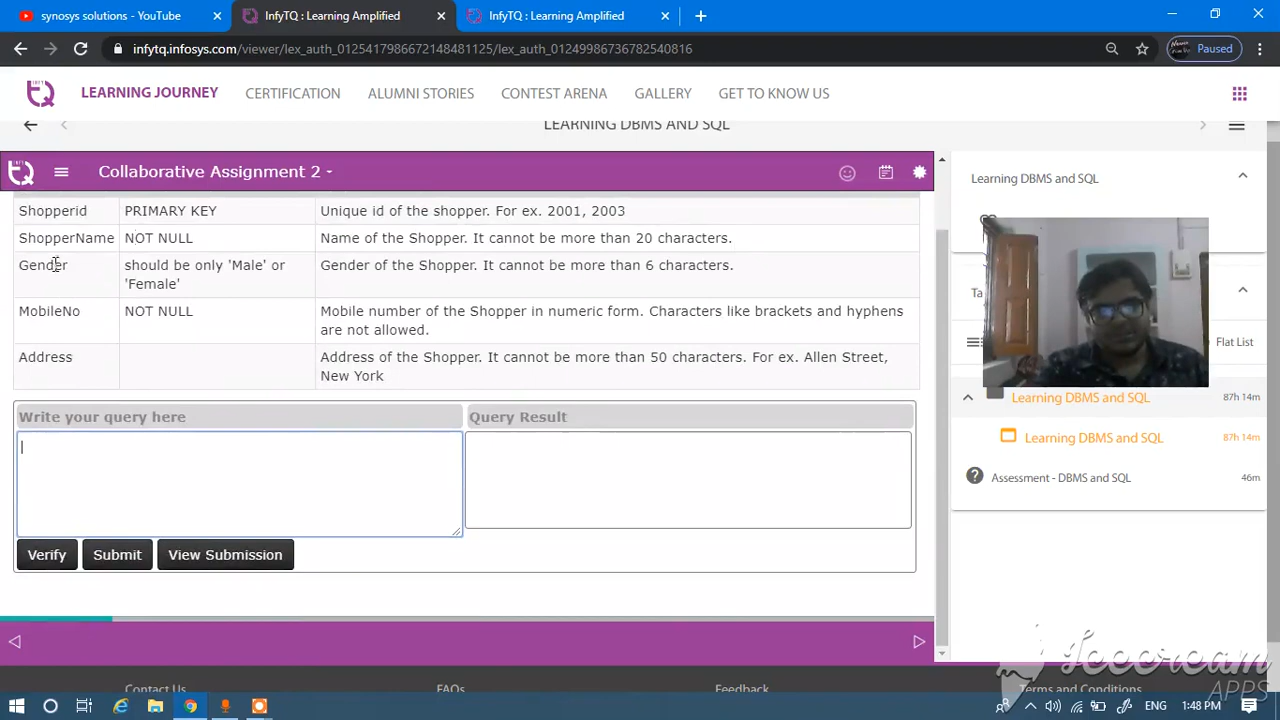 synosys solutions - YouTube
InfyTQ : Learning Amplified
InfyTQ : Learning Amplified
infytq.infosys.com/viewer/lex_auth_012541798667214848​1125/lex_auth_01249986736782540816
Paused
LEARNING JOURNEY
CERTIFICATION
ALUMNI STORIES
CONTEST ARENA
GALLERY
GET TO KNOW US
LEARNING DBMS AND SQL
Collaborative Assignment 2
Learning DBMS and SQL
Shopperid PRIMARY KEY Unique id of the shopper. For ex. 2001, 2003
ShopperName NOT NULL Name of the Shopper. It cannot be more than 20 characters.
Gender should be only 'Male' or Gender of the Shopper. It cannot be more than 6 characters.
'Female'
MobileNo NOT NULL Mobile number of the Shopper in numeric form. Characters like brackets and hyphens
are not allowed.
Address Address of the Shopper. It cannot be more than 50 characters. For ex. Allen Street,
New York
Ta
Flat List
Write your query here
Query Result
Learning DBMS and SQL 87h 14m
Learning DBMS and SQL 87h 14m
Assessment - DBMS and SQL 46m
Verify
Submit
View Submission
Contact Us
FAQs
Feedback
Terms and Conditions
Icecream
APPS
ENG
1:48 PM